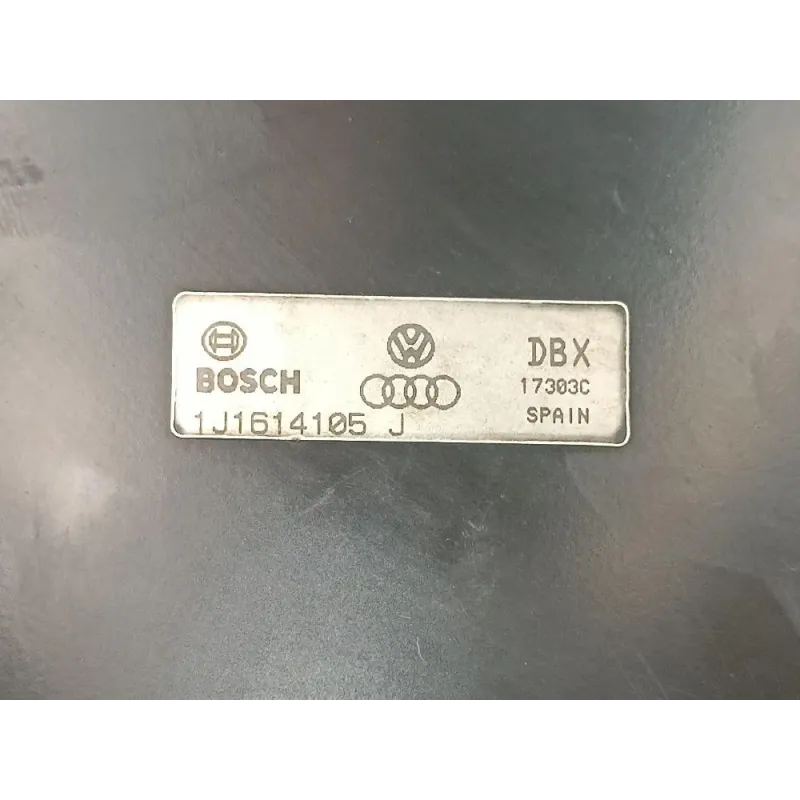 BOSCH
1J1614105 J
DBX
17303C
SPAIN